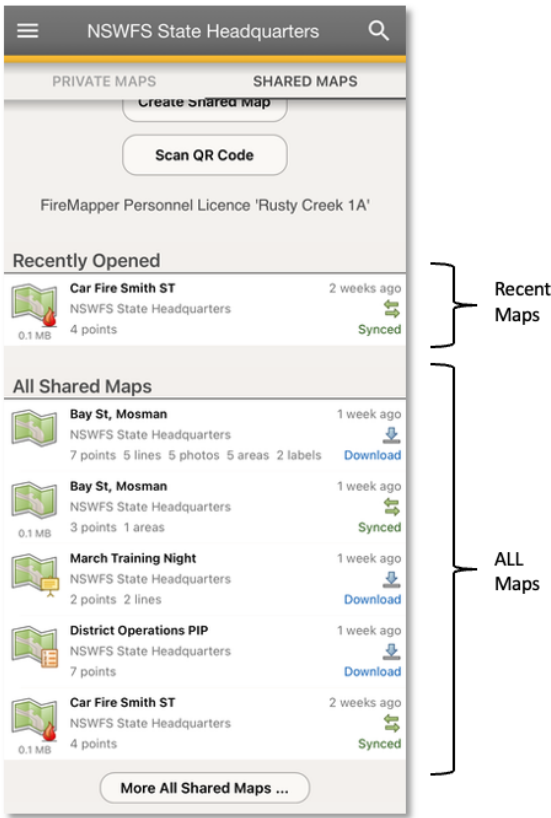 NSWFS State Headquarters
PRIVATE MAPS SHARED MAPS
Create Shared Map
Scan QR Code
FireMapper Personnel Licence 'Rusty Creek 1A'
Recently Opened
Car Fire Smith ST 2 weeks ago
NSWFS State Headquarters
0.1 MB 4 points Synced
Recent
Maps
All Shared Maps
Bay St, Mosman 1 week ago
NSWFS State Headquarters
7 points 5 lines 5 photos 5 areas 2 labels Download
Bay St, Mosman 1 week ago
NSWFS State Headquarters
0.1 MB 3 points 1 areas Synced
March Training Night 1 week ago
NSWFS State Headquarters
2 points 2 lines Download
District Operations PIP 1 week ago
NSWFS State Headquarters
7 points Download
Car Fire Smith ST 2 weeks ago
NSWFS State Headquarters
0.1 MB 4 points Synced
ALL
Maps
More All Shared Maps ...